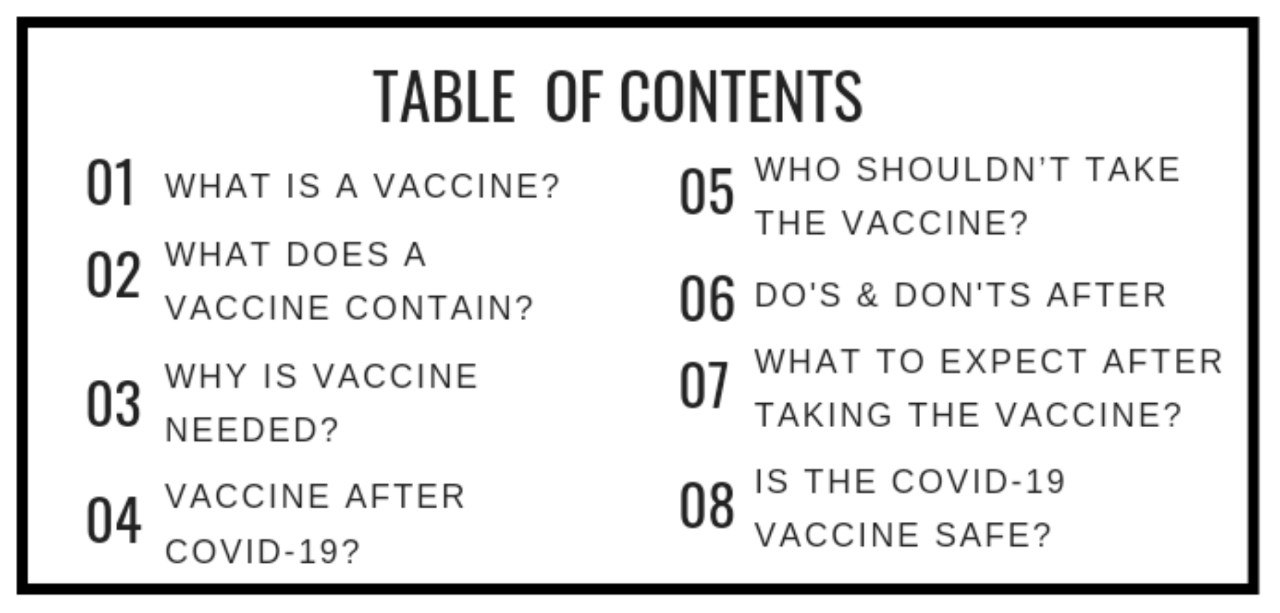 TABLE OF CONTENTS
01 WHAT IS A VACCINE?
02 WHAT DOES A
VACCINE CONTAIN?
03 WHY IS VACCINE
NEEDED?
04 VACCINE AFTER
COVID-19?
05 WHO SHOULDN’T TAKE
THE VACCINE?
06 DO'S & DON'TS AFTER
07 WHAT TO EXPECT AFTER
TAKING THE VACCINE?
08 IS THE COVID-19
VACCINE SAFE?